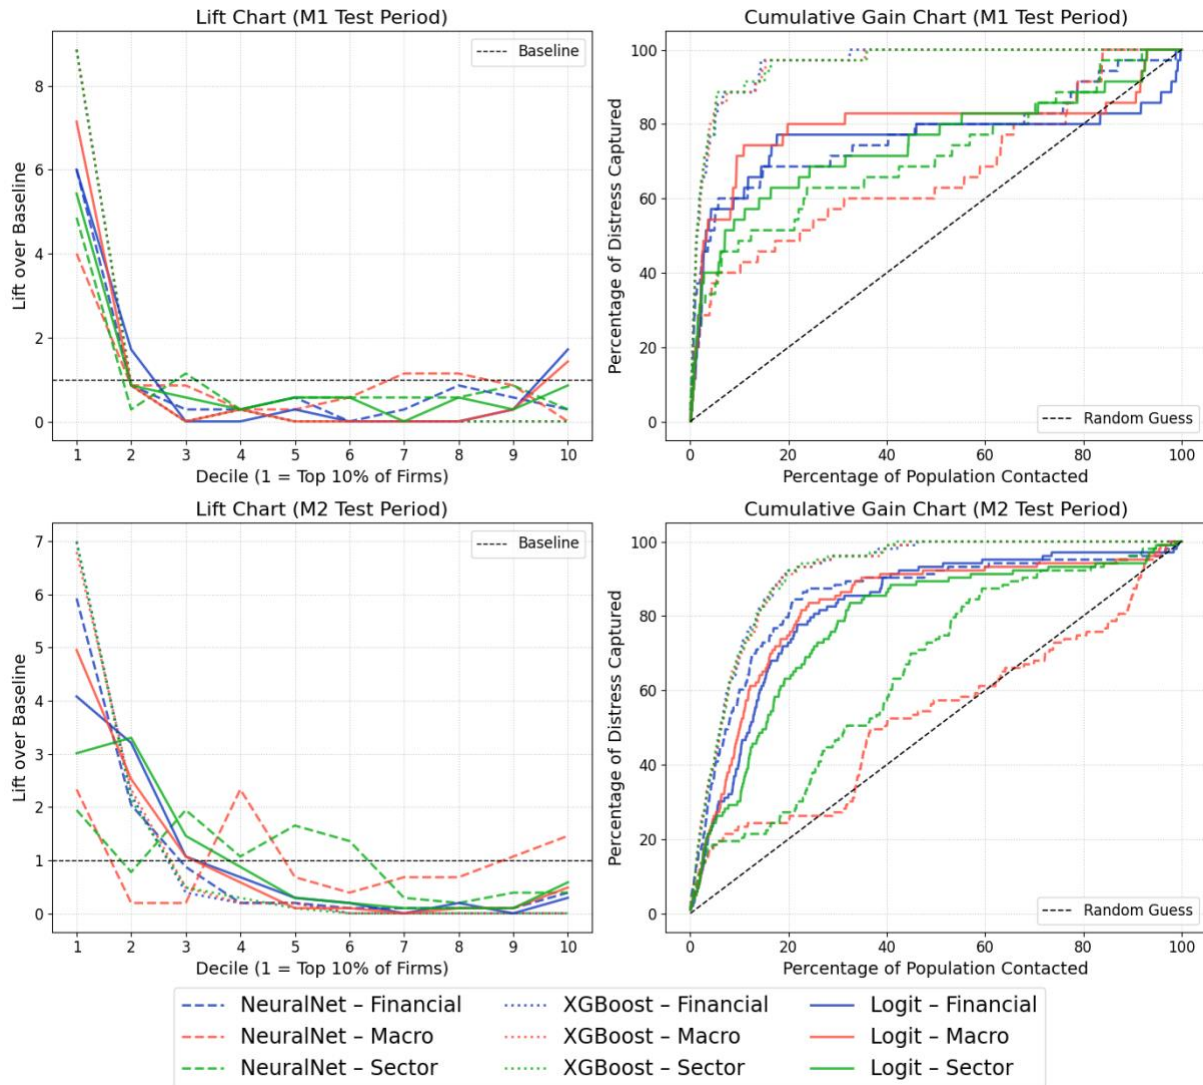 Lift Chart (M1 Test Period)
Baseline
Lift over Baseline
8
6
4
2
0
1 2 3 4 5 6 7 8 9 10
Decile (1 = Top 10% of Firms)
Cumulative Gain Chart (M1 Test Period)
Percentage of Distress Captured
100
80
60
40
20
0
Random Guess
0 20 40 60 80 100
Percentage of Population Contacted
Lift Chart (M2 Test Period)
Baseline
Lift over Baseline
7
6
5
4
3
2
1
0
1 2 3 4 5 6 7 8 9 10
Decile (1 = Top 10% of Firms)
Cumulative Gain Chart (M2 Test Period)
Percentage of Distress Captured
100
80
60
40
20
0
Random Guess
0 20 40 60 80 100
Percentage of Population Contacted
NeuralNet – Financial XGBoost – Financial Logit – Financial
NeuralNet – Macro XGBoost – Macro Logit – Macro
NeuralNet – Sector XGBoost – Sector Logit – Sector